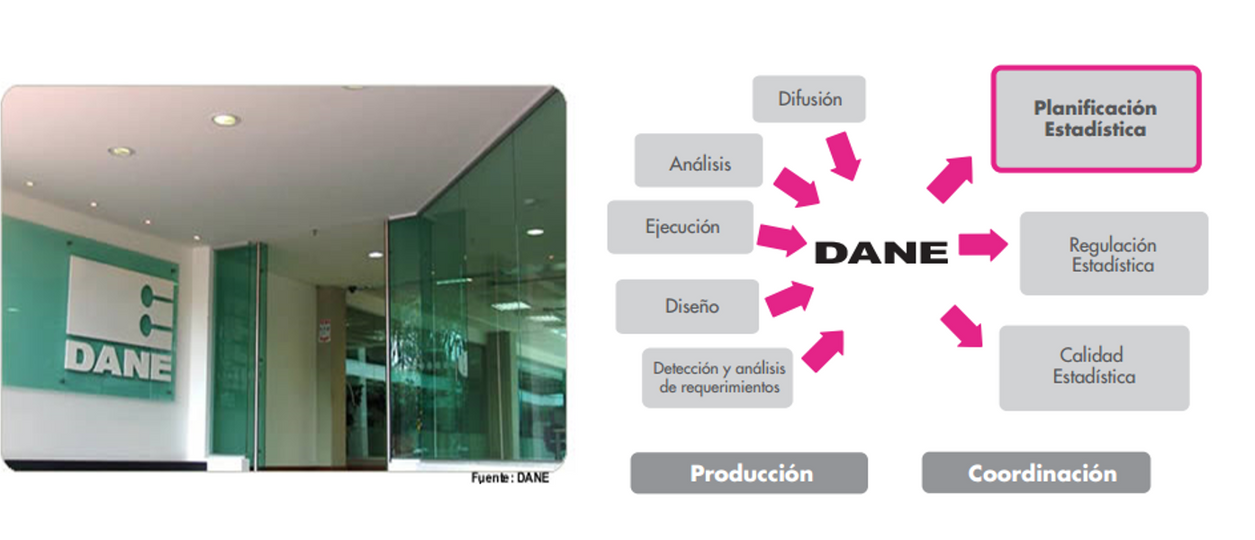 DANE
Fuente: DANE
Difusión
Análisis
Ejecución
Diseño
Detección y análisis
de requerimientos
DANE
Planificación
Estadística
Regulación
Estadística
Calidad
Estadística
Producción
Coordinación